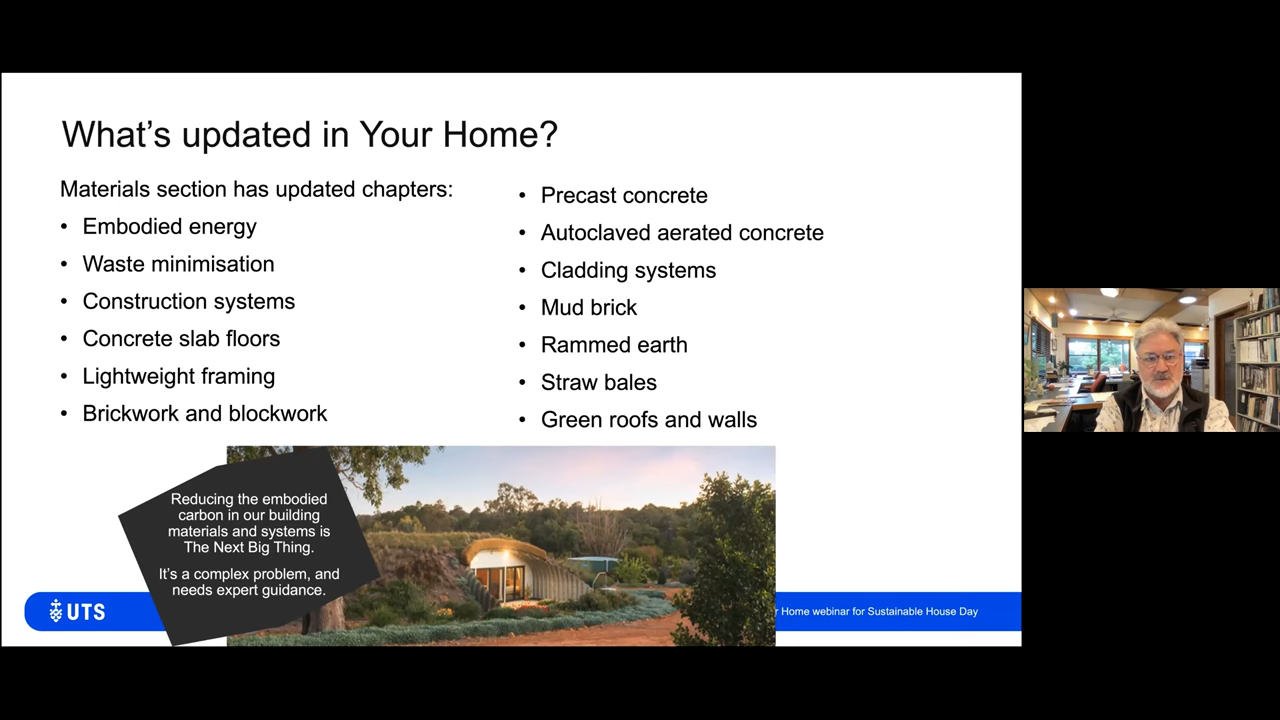 What's updated in Your Home?
Materials section has updated chapters:
• Embodied energy
• Waste minimisation
• Construction systems
• Concrete slab floors
• Lightweight framing
• Brickwork and blockwork
• Precast concrete
• Autoclaved aerated concrete
• Cladding systems
• Mud brick
• Rammed earth
• Straw bales
• Green roofs and walls
Reducing the embodied
carbon in our building
materials and systems is
The Next Big Thing.
It's a complex problem, and
needs expert guidance.
UTS
r Home webinar for Sustainable House Day